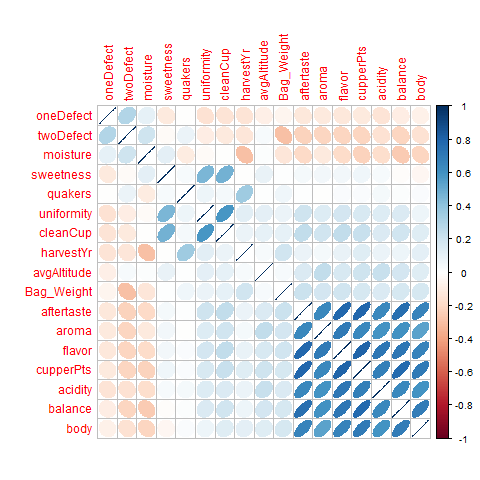 oneDefect
twoDefect
moisture
sweetness
quakers
uniformity
cleanCup
harvestYr
avgAltitude
Bag_Weight
aftertaste
aroma
flavor
cupperPts
acidity
balance
body
oneDefect
twoDefect
moisture
sweetness
quakers
uniformity
cleanCup
harvestYr
avgAltitude
Bag_Weight
aftertaste
aroma
flavor
cupperPts
acidity
balance
body
1
0.8
0.6
0.4
0.2
0
-0.2
-0.4
-0.6
-0.8
-1